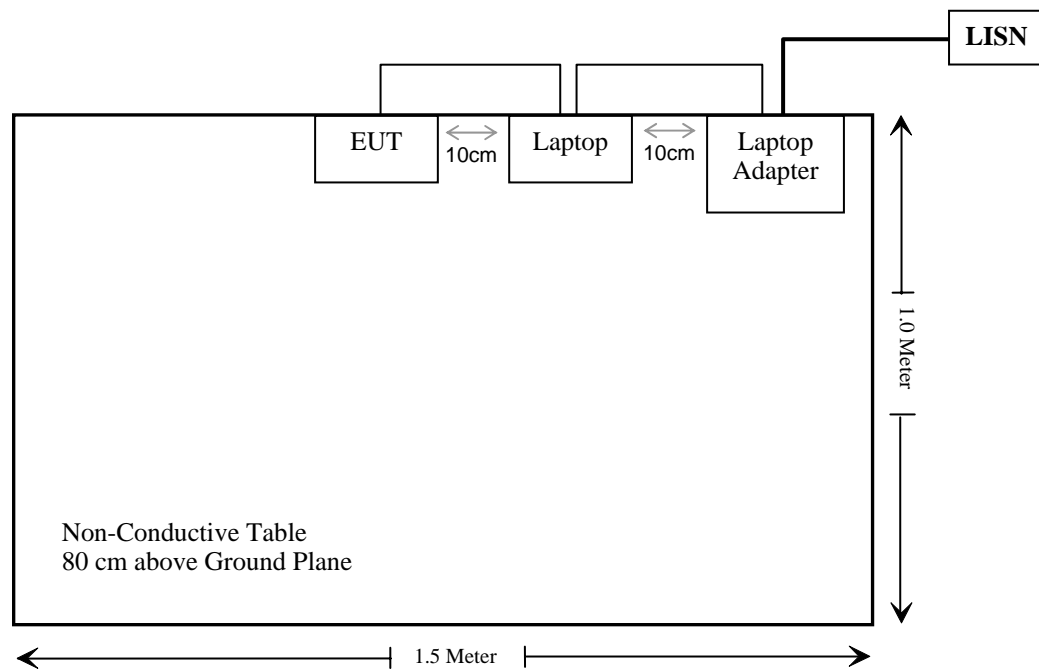 LISN
EUT
10cm
Laptop
10cm
Laptop
Adapter
1.0 Meter
Non-Conductive Table
80 cm above Ground Plane
1.5 Meter